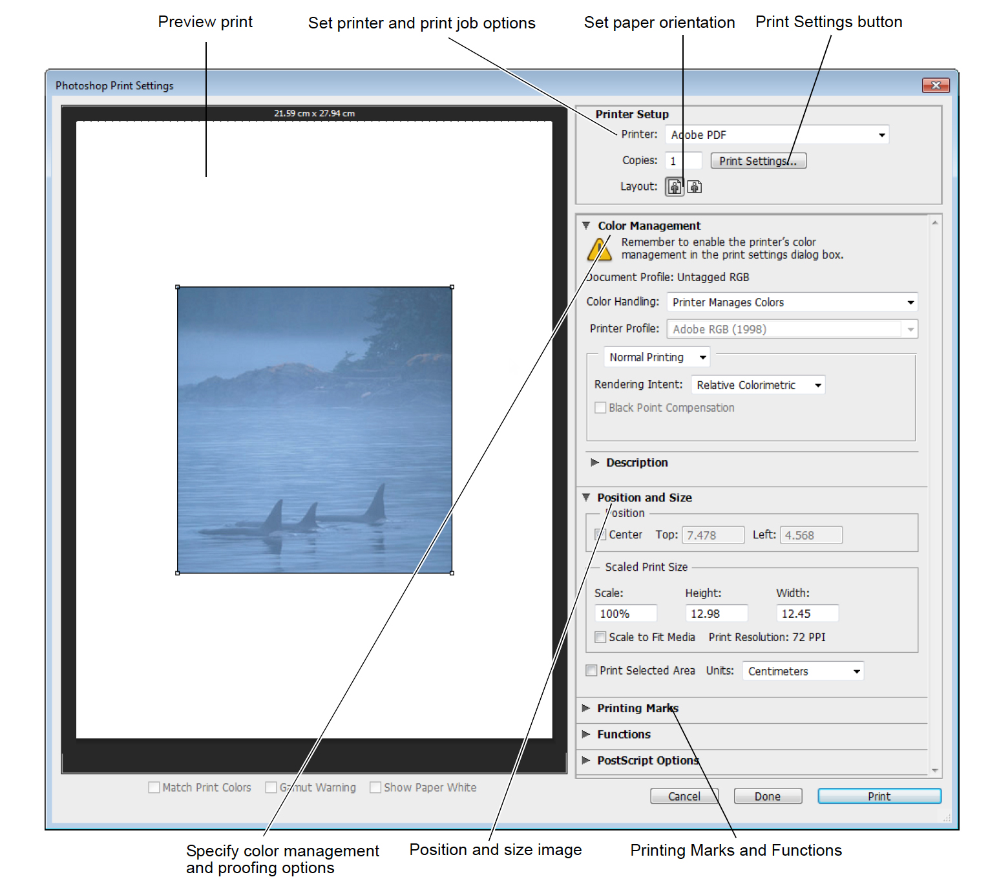 Preview print
Set printer and print job options
Set paper orientation
Print Settings button
Photoshop Print Settings
21.59 cm x 27.94 cm
Printer Setup
Printer: Adobe PDF
Copies: 1 Print Settings...
Layout:
Color Management
Remember to enable the printer's color
management in the print settings dialog box.
Document Profile: Untagged RGB
Color Handling: Printer Manages Colors
Printer Profile: Adobe RGB (1998)
Normal Printing
Rendering Intent: Relative Colorimetric
Black Point Compensation
Description
Position and Size
Position
Center Top: 7.478 Left: 4.568
Scaled Print Size
Scale: Height: Width:
100% 12.98 12.45
Scale to Fit Media Print Resolution: 72 PPI
Print Selected Area Units: Centimeters
Printing Marks
Functions
PostScript Options
Match Print Colors Gamut Warning Show Paper White
Cancel Done Print
Specify color management
and proofing options
Position and size image
Printing Marks and Functions